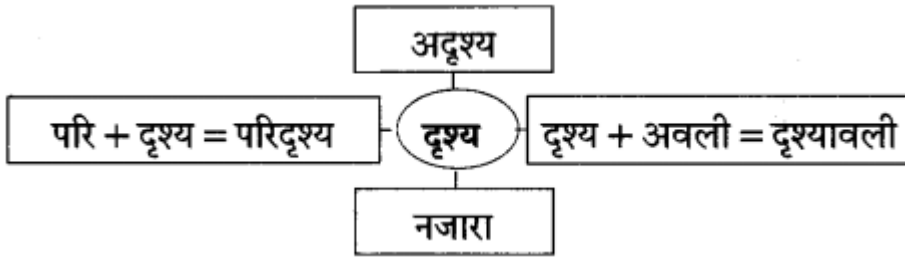 अदृश्य
परि + दृश्य = परिदृश्य
दृश्य
दृश्य + अवली = दृश्यावली
नजारा